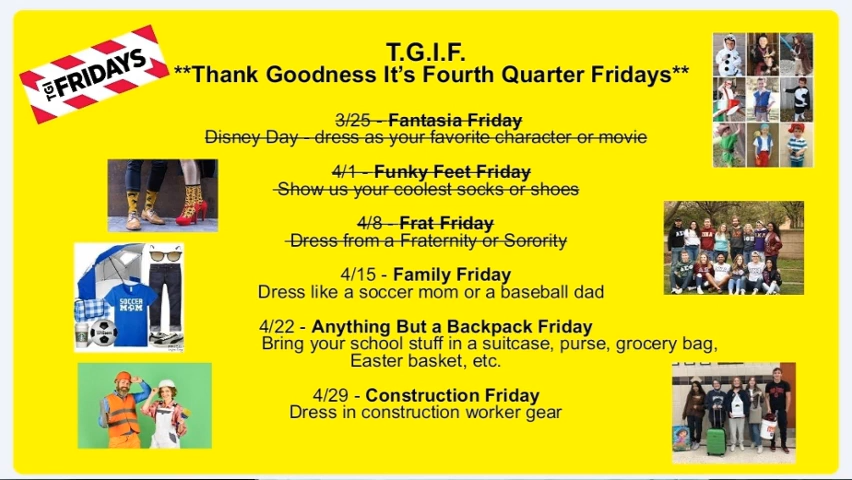 T.G.I.F.
TGI FRIDAYS
**Thank Goodness It’s Fourth Quarter Fridays**
3/25 - Fantasia Friday
Disney Day - dress as your favorite character or movie
4/1 - Funky Feet Friday
Show us your coolest socks or shoes
4/8 - Frat Friday
Dress from a Fraternity or Sorority
4/15 - Family Friday
Dress like a soccer mom or a baseball dad
SOCCER
MOM
4/22 - Anything But a Backpack Friday
Bring your school stuff in a suitcase, purse, grocery bag,
Easter basket, etc.
4/29 - Construction Friday
Dress in construction worker gear